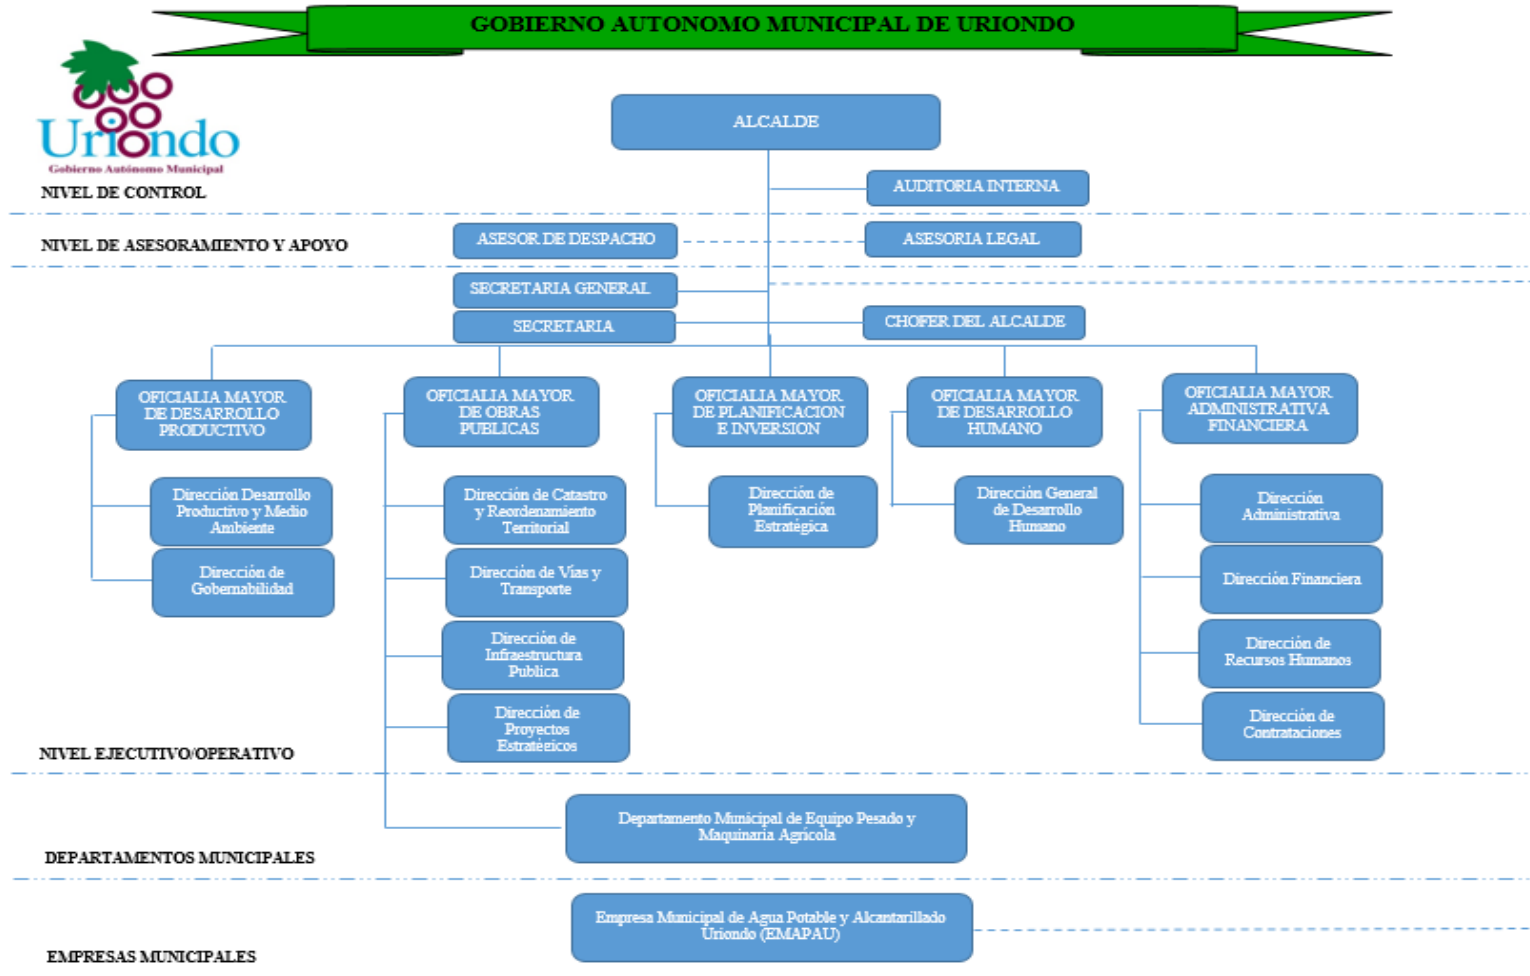 GOBIERNO AUTONOMO MUNICIPAL DE URIONDO
Uriondo
Gobierno Autónomo Municipal
ALCALDE
NIVEL DE CONTROL
AUDITORIA INTERNA
NIVEL DE ASESORAMIENTO Y APOYO
ASESOR DE DESPACHO
ASESORIA LEGAL
SECRETARIA GENERAL
SECRETARIA
CHOFER DEL ALCALDE
OFICIALIA MAYOR
DE DESARROLLO
PRODUCTIVO
OFICIALIA MAYOR
DE OBRAS
PUBLICAS
OFICIALIA MAYOR
DE PLANIFICACION
E INVERSION
OFICIALIA MAYOR
DE DESARROLLO
HUMANO
OFICIALIA MAYOR
ADMINISTRATIVA
FINANCIERA
Dirección Desarrollo
Productivo y Medio
Ambiente
Dirección de
Gobernabilidad
Dirección de Catastro
y Reordenamiento
Territorial
Dirección de Vías y
Transporte
Dirección de
Infraestructura
Publica
Dirección de
Proyectos
Estratégicos
Dirección de
Planificación
Estratégica
Dirección General
de Desarrollo
Humano
Dirección
Administrativa
Dirección Financiera
Dirección de
Recursos Humanos
Dirección de
Contrataciones
NIVEL EJECUTIVO/OPERATIVO
Departamento Municipal de Equipo Pesado y
Maquinaria Agrícola
DEPARTAMENTOS MUNICIPALES
Empresa Municipal de Agua Potable y Alcantarillado
Uriondo (EMAPAU)
EMPRESAS MUNICIPALES